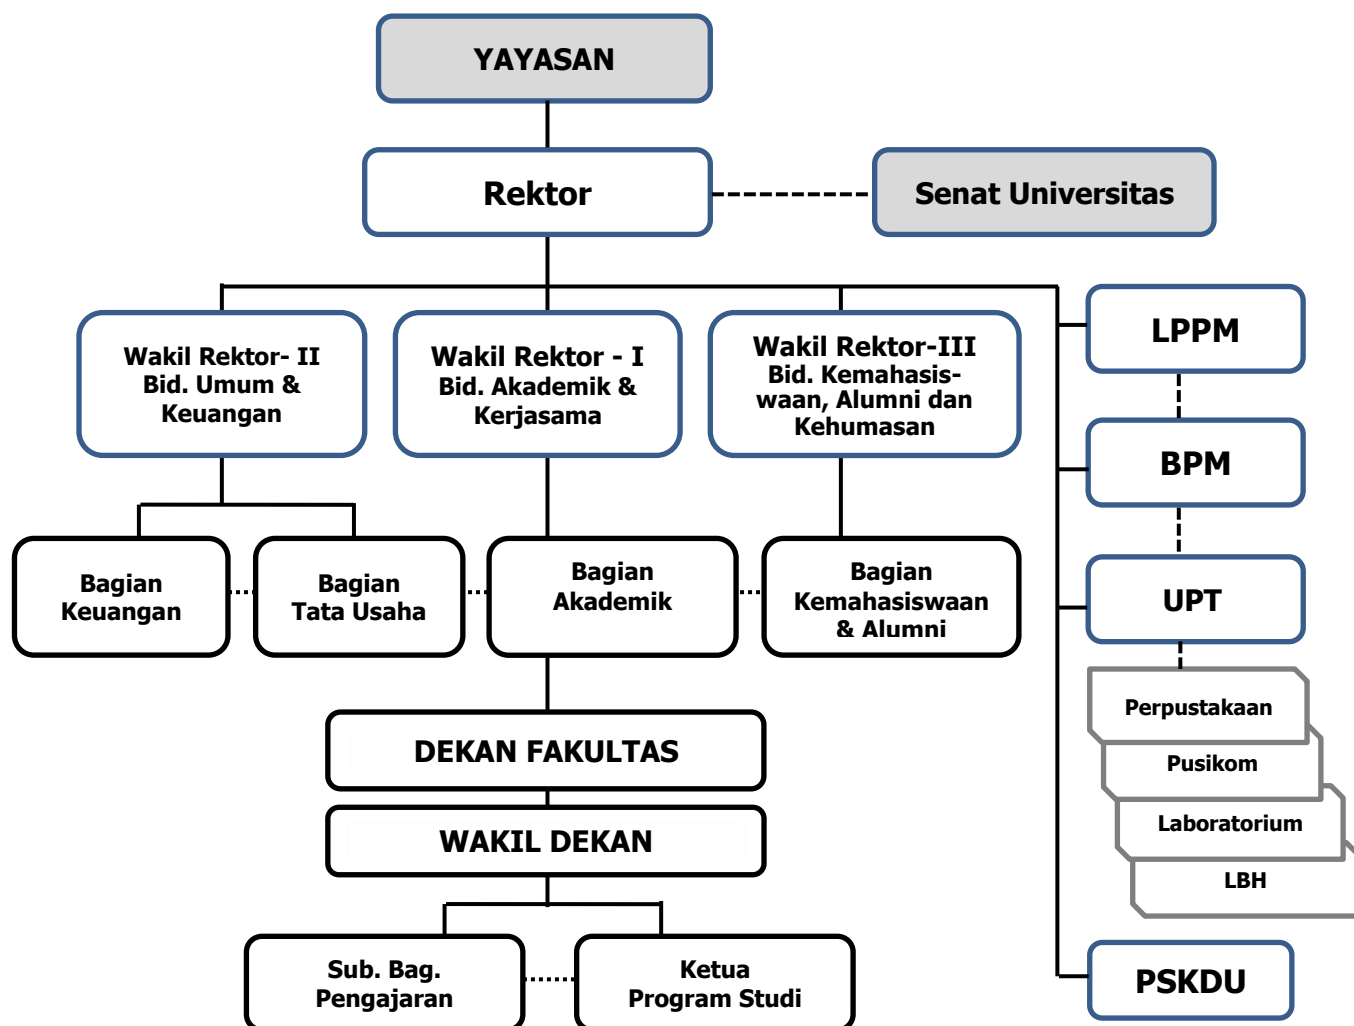 YAYASAN
Rektor
Senat Universitas
Wakil Rektor- II
Bid. Umum &
Keuangan
Wakil Rektor - I
Bid. Akademik &
Kerjasama
Wakil Rektor-III
Bid. Kemahasis-
waan, Alumni dan
Kehumasan
LPPM
BPM
UPT
Bagian
Keuangan
Bagian
Tata Usaha
Bagian
Akademik
Bagian
Kemahasiswaan
& Alumni
Perpustakaan
Pusikom
Laboratorium
LBH
DEKAN FAKULTAS
WAKIL DEKAN
Sub. Bag.
Pengajaran
Ketua
Program Studi
PSKDU